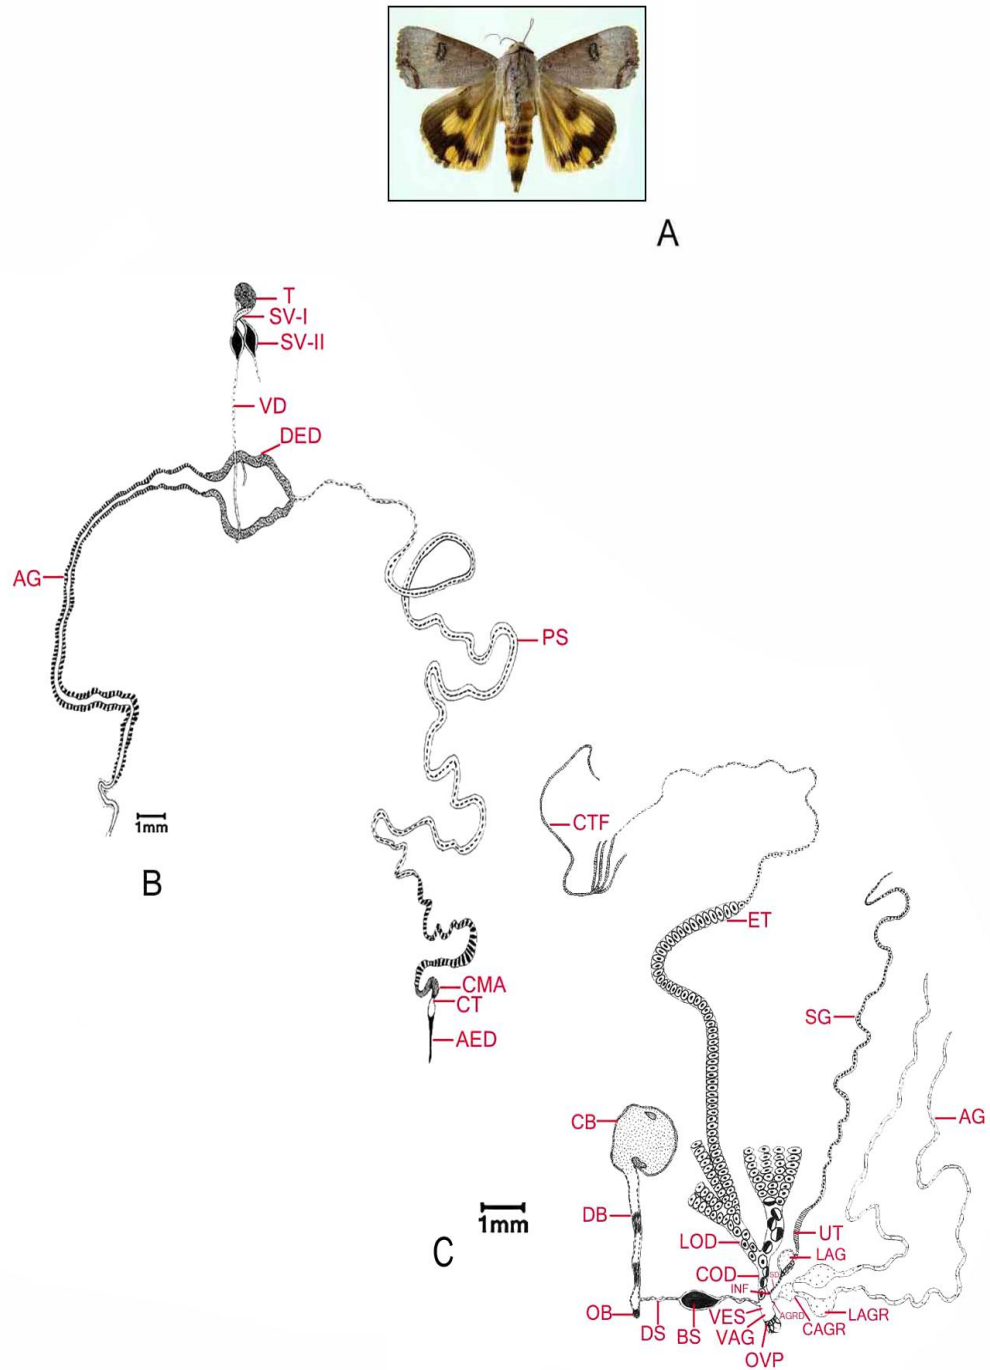 A
T
SV-I
SV-II
VD
DED
AG
PS
1mm
B
CMA
CT
AED
CTF
ET
SG
AG
CB
DB
1mm
C
LOD
UT
LAG
COD
SD
INF
OB
DS
BS
VES
VAG
AGRD
CAGR
LAGR
OVP